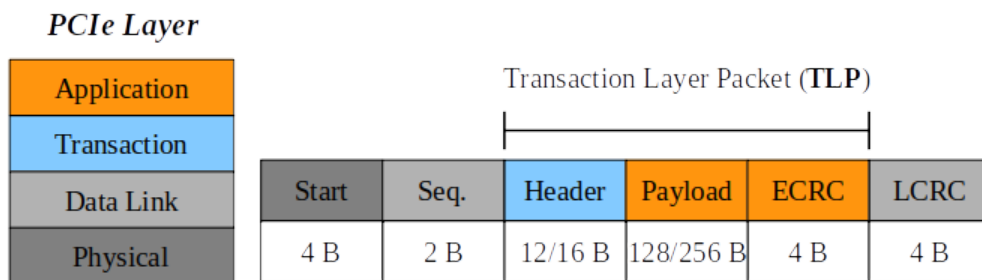 PCIe Layer
Application
Transaction
Data Link
Physical
Transaction Layer Packet (TLP)
Start Seq. Header Payload ECRC LCRC
4 B 2 B 12/16 B 128/256 B 4 B 4 B